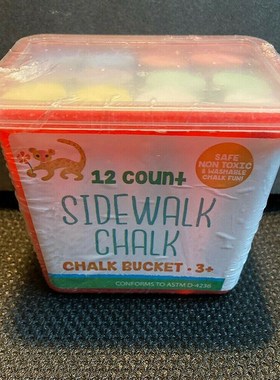 SAFE
NON TOXIC
& WASHABLE
CHALK FUN!
12 COUNT
SIDEWALK
CHALK
CHALK BUCKET • 3+
CONFORMS TO ASTM D-4236